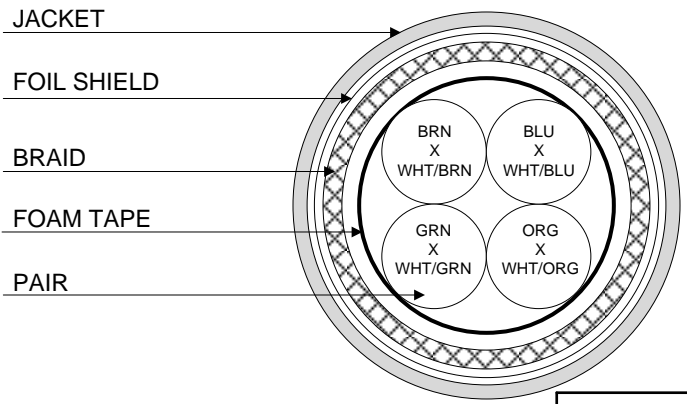 JACKET
FOIL SHIELD
BRAID
FOAM TAPE
PAIR
BRN
X
WHT/BRN
BLU
X
WHT/BLU
GRN
X
WHT/GRN
ORG
X
WHT/ORG